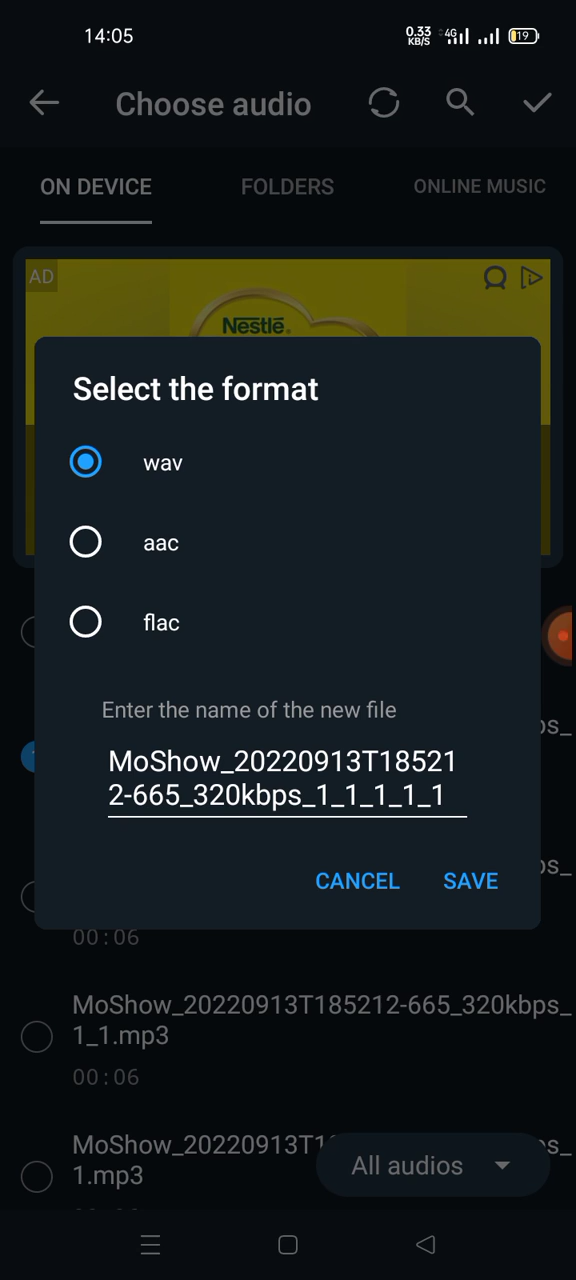 14:05
0.33
KB/S
4G
19
Choose audio
ON DEVICE
FOLDERS
ONLINE MUSIC
AD
Nestlé
Select the format
wav
aac
flac
Enter the name of the new file
MoShow_20220913T18521
2-665_320kbps_1_1_1_1_1
CANCEL
SAVE
00:06
MoShow_20220913T185212-665_320kbps_
1_1.mp3
00:06
MoShow_20220913T1
1.mp3
All audios